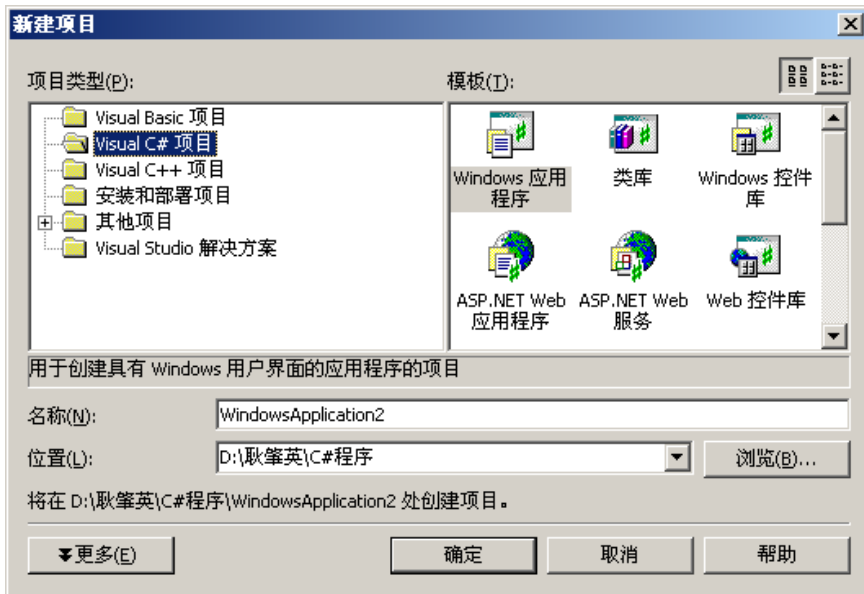 新建项目
项目类型(P):
模板(T):
Visual Basic 项目
Visual C# 项目
Visual C++ 项目
安装和部署项目
其他项目
Visual Studio 解决方案
Windows 应用
程序
类库
Windows 控件
库
ASP.NET Web
应用程序
ASP.NET Web
服务
Web 控件库
用于创建具有 Windows 用户界面的应用程序的项目
名称(N):
WindowsApplication2
位置(L):
D:\耿肇英\C#程序
浏览(B)...
将在 D:\耿肇英\C#程序\WindowsApplication2 处创建项目。
更多(E)
确定
取消
帮助